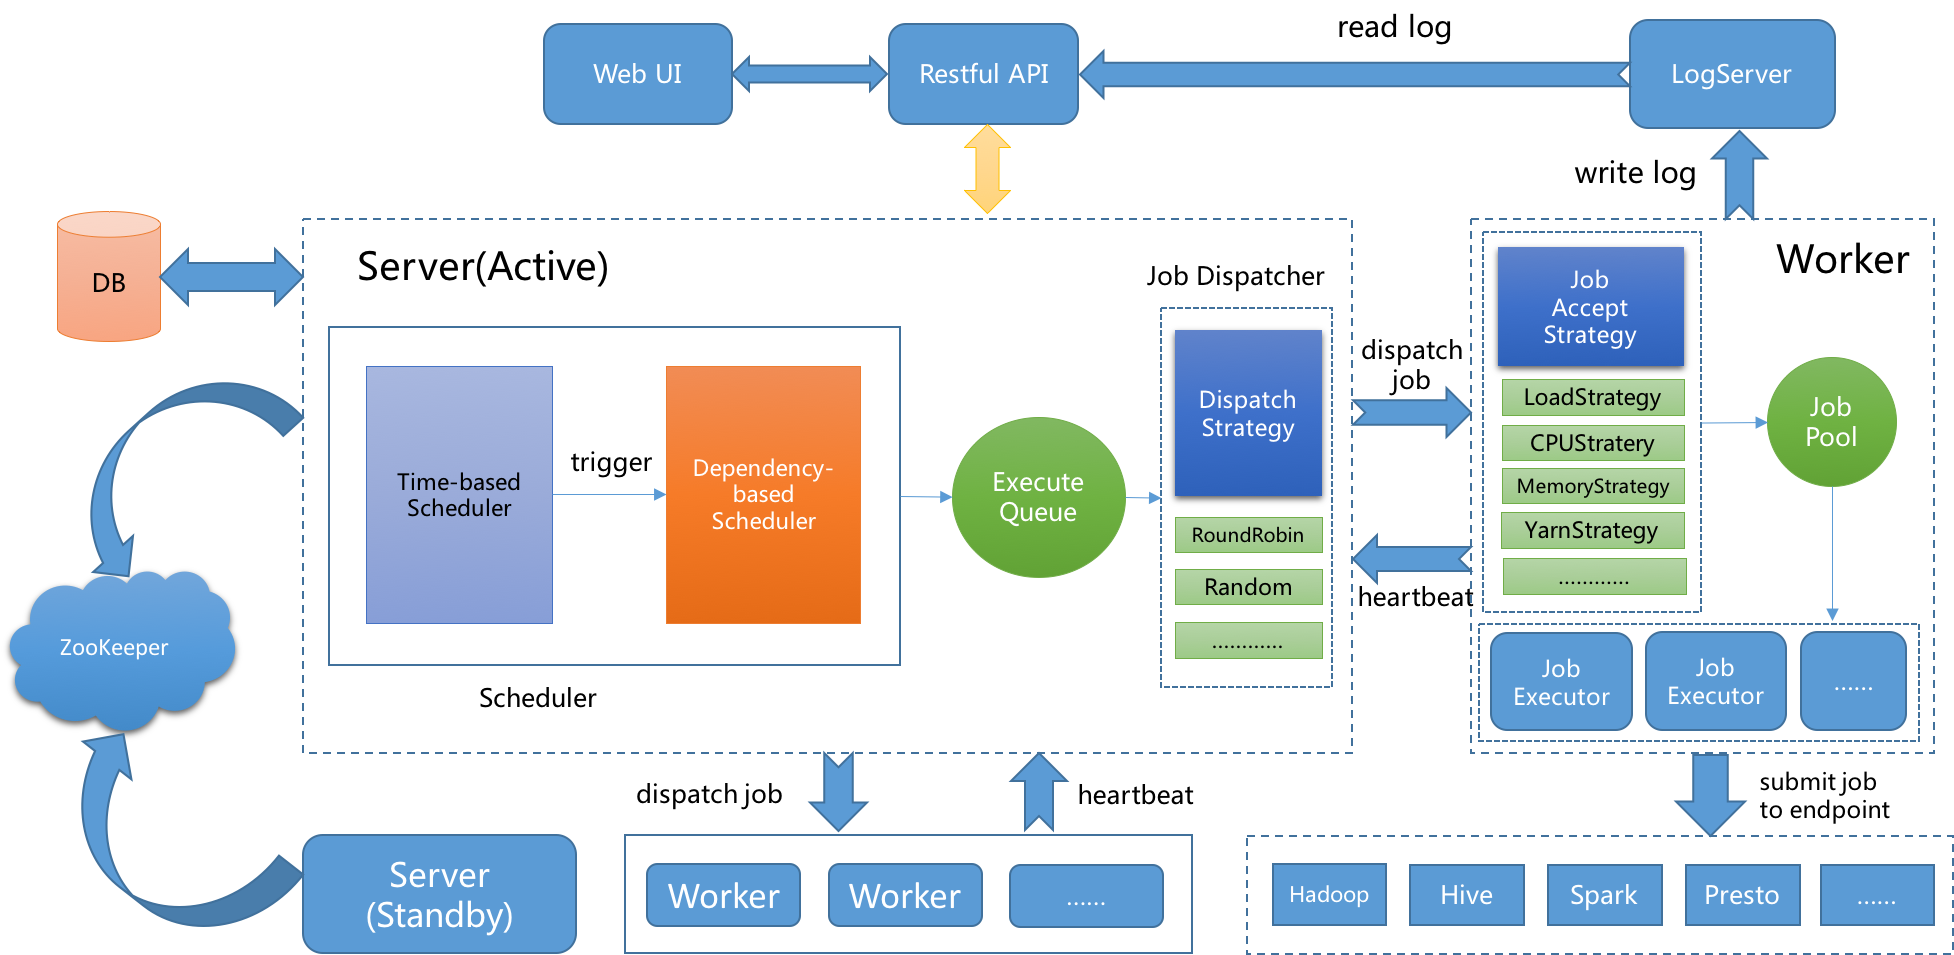 read log
Web UI
Restful API
LogServer
write log
DB
Server(Active)
Job Dispatcher
Worker
Job
Accept
Strategy
dispatch
job
Dispatch
Strategy
LoadStrategy
CPUStratery
MemoryStrategy
YarnStrategy
............
Job
Pool
trigger
Time-based
Scheduler
Dependency-
based
Scheduler
Execute
Queue
RoundRobin
Random
............
heartbeat
ZooKeeper
Scheduler
Job
Executor
Job
Executor
......
dispatch job
heartbeat
submit job
to endpoint
Server
(Standby)
Worker
Worker
......
Hadoop
Hive
Spark
Presto
......